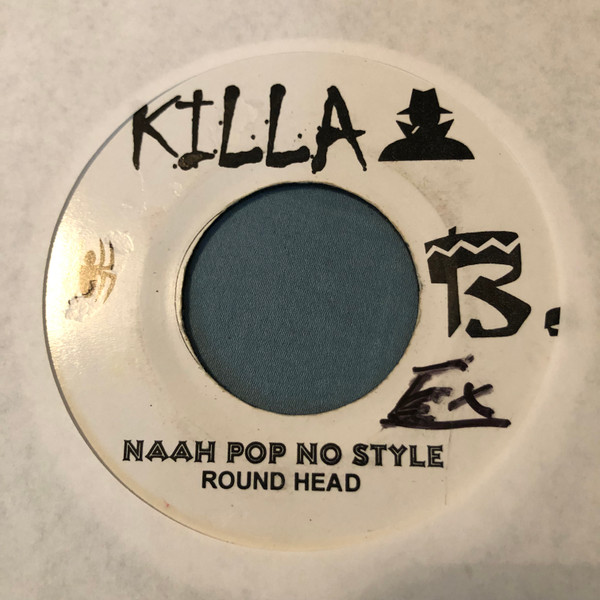 KILLA
B.
Ex
NAAH POP NO STYLE
ROUND HEAD